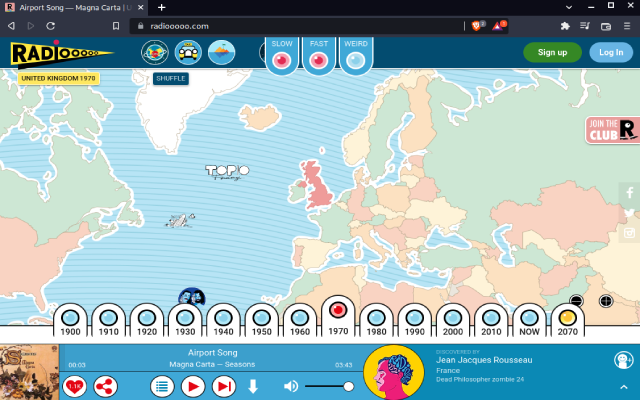 Airport Song — Magna Carta | U
radiooooo.com
2
RADIOOOOO
SLOW
FAST
WEIRD
Sign up
Log In
UNITED KINGDOM 1970
SHUFFLE
JOIN THE
CLUB R
TOPO
1900
1910
1920
1930
1940
1950
1960
1970
1980
1990
2000
2010
NOW
2070
Airport Song
00:03
Magna Carta — Seasons
03:43
1.1K
DISCOVERED BY
Jean Jacques Rousseau
France
Dead Philosopher zombie 24